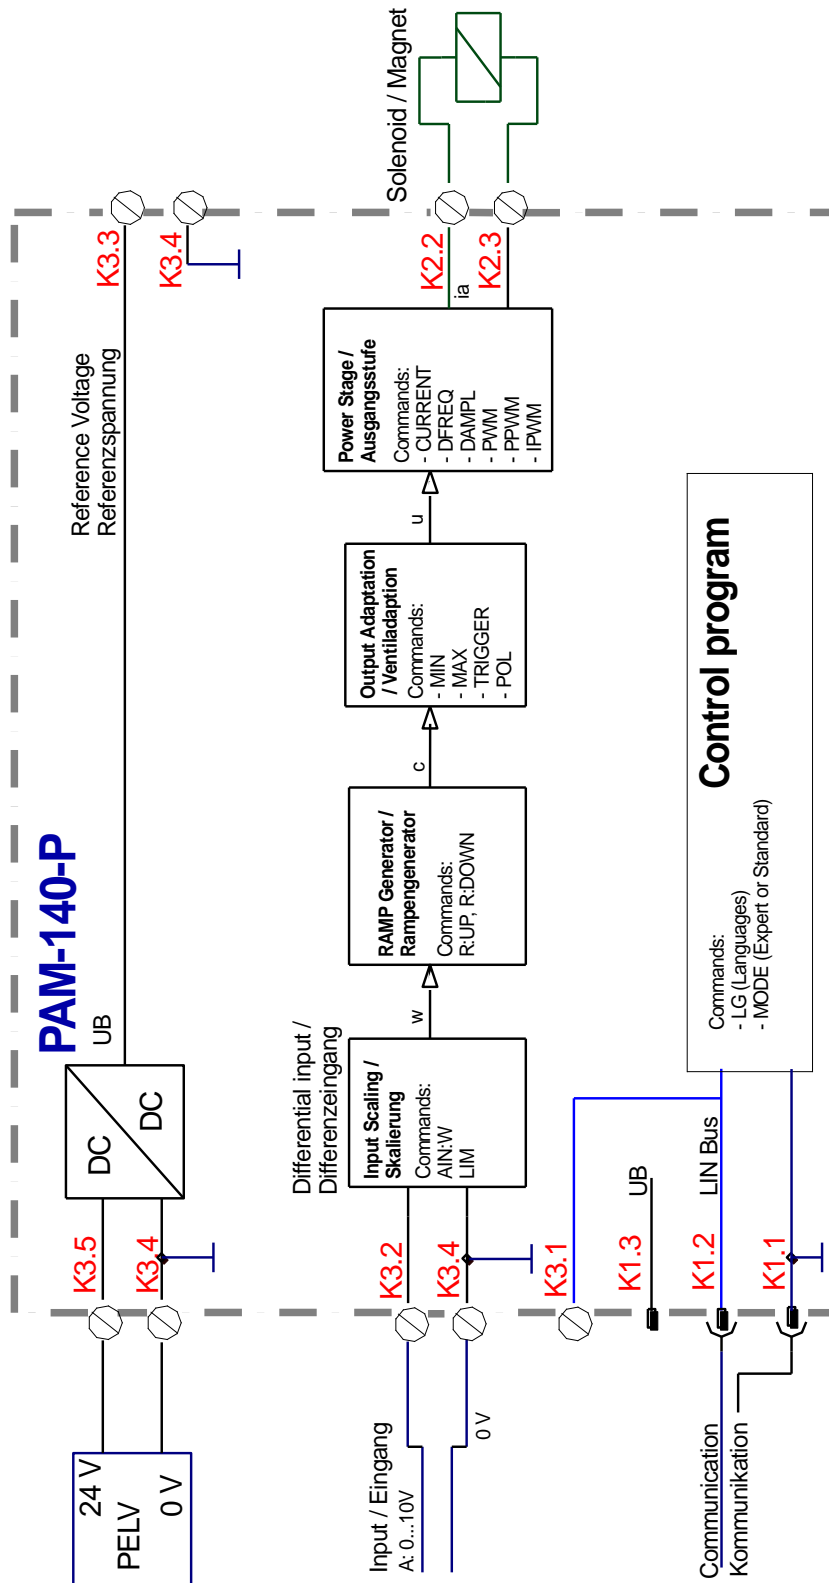 PAM-140-P
24 V
PELV
0 V
K3.5
K3.4
DC
DC
UB
Reference Voltage
Referenzspannung
K3.3
K3.4
Input / Eingang
A: 0...10V
0 V
K3.2
K3.4
Differential input /
Differenzeingang
Input Scaling /
Skalierung
Commands:
AIN:W
LIM
w
RAMP Generator /
Rampengenerator
Commands:
R:UP, R:DOWN
c
Output Adaptation
/ Ventiladaption
Commands:
- MIN
- MAX
- TRIGGER
- POL
u
Power Stage /
Ausgangsstufe
Commands:
- CURRENT
- DFREQ
- DAMPL
- PWM
- PPWM
- IPWM
K2.2
ia
K2.3
Solenoid / Magnet
K3.1
K1.3
UB
K1.2
LIN Bus
K1.1
Communication
Kommunikation
Control program
Commands:
- LG (Languages)
- MODE (Expert or Standard)